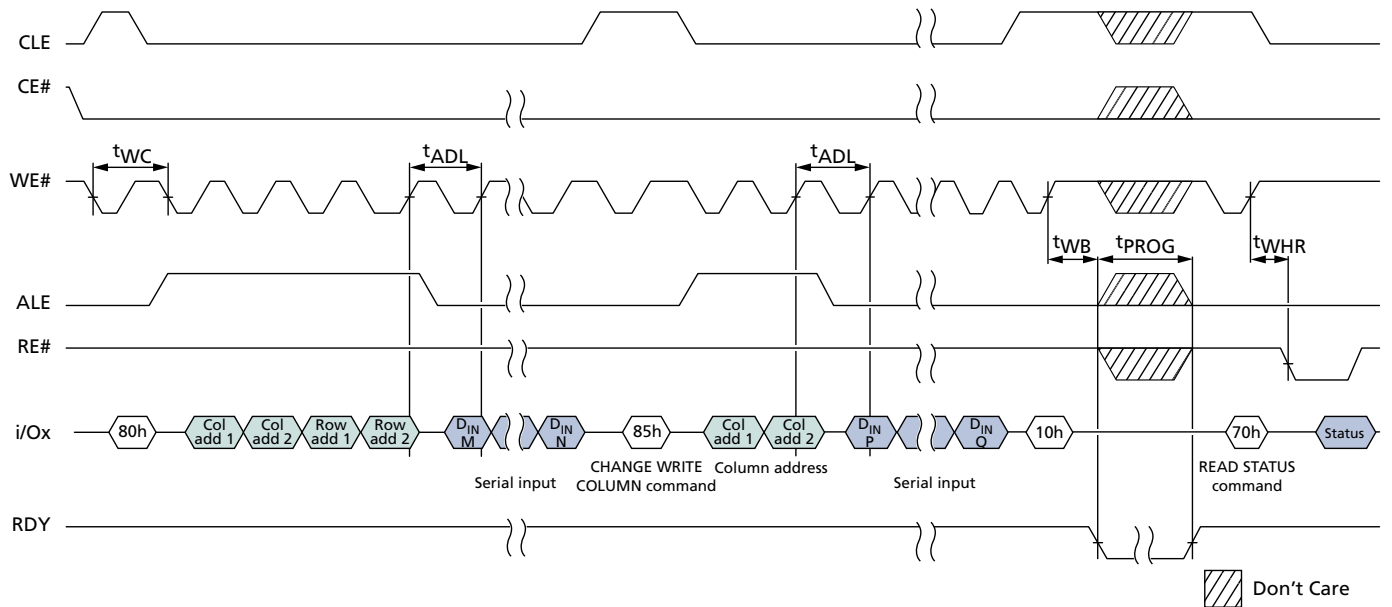 CLE
CE#
tWC
tADL
tADL
WE#
tWB
tPROG
tWHR
ALE
RE#
i/Ox
80h
Col add 1
Col add 2
Row add 1
Row add 2
DIN M
DIN N
85h
Col add 1
Col add 2
DIN P
DIN Q
10h
70h
Status
Serial input
CHANGE WRITE
COLUMN command
Column address
Serial input
READ STATUS
command
RDY
Don't Care